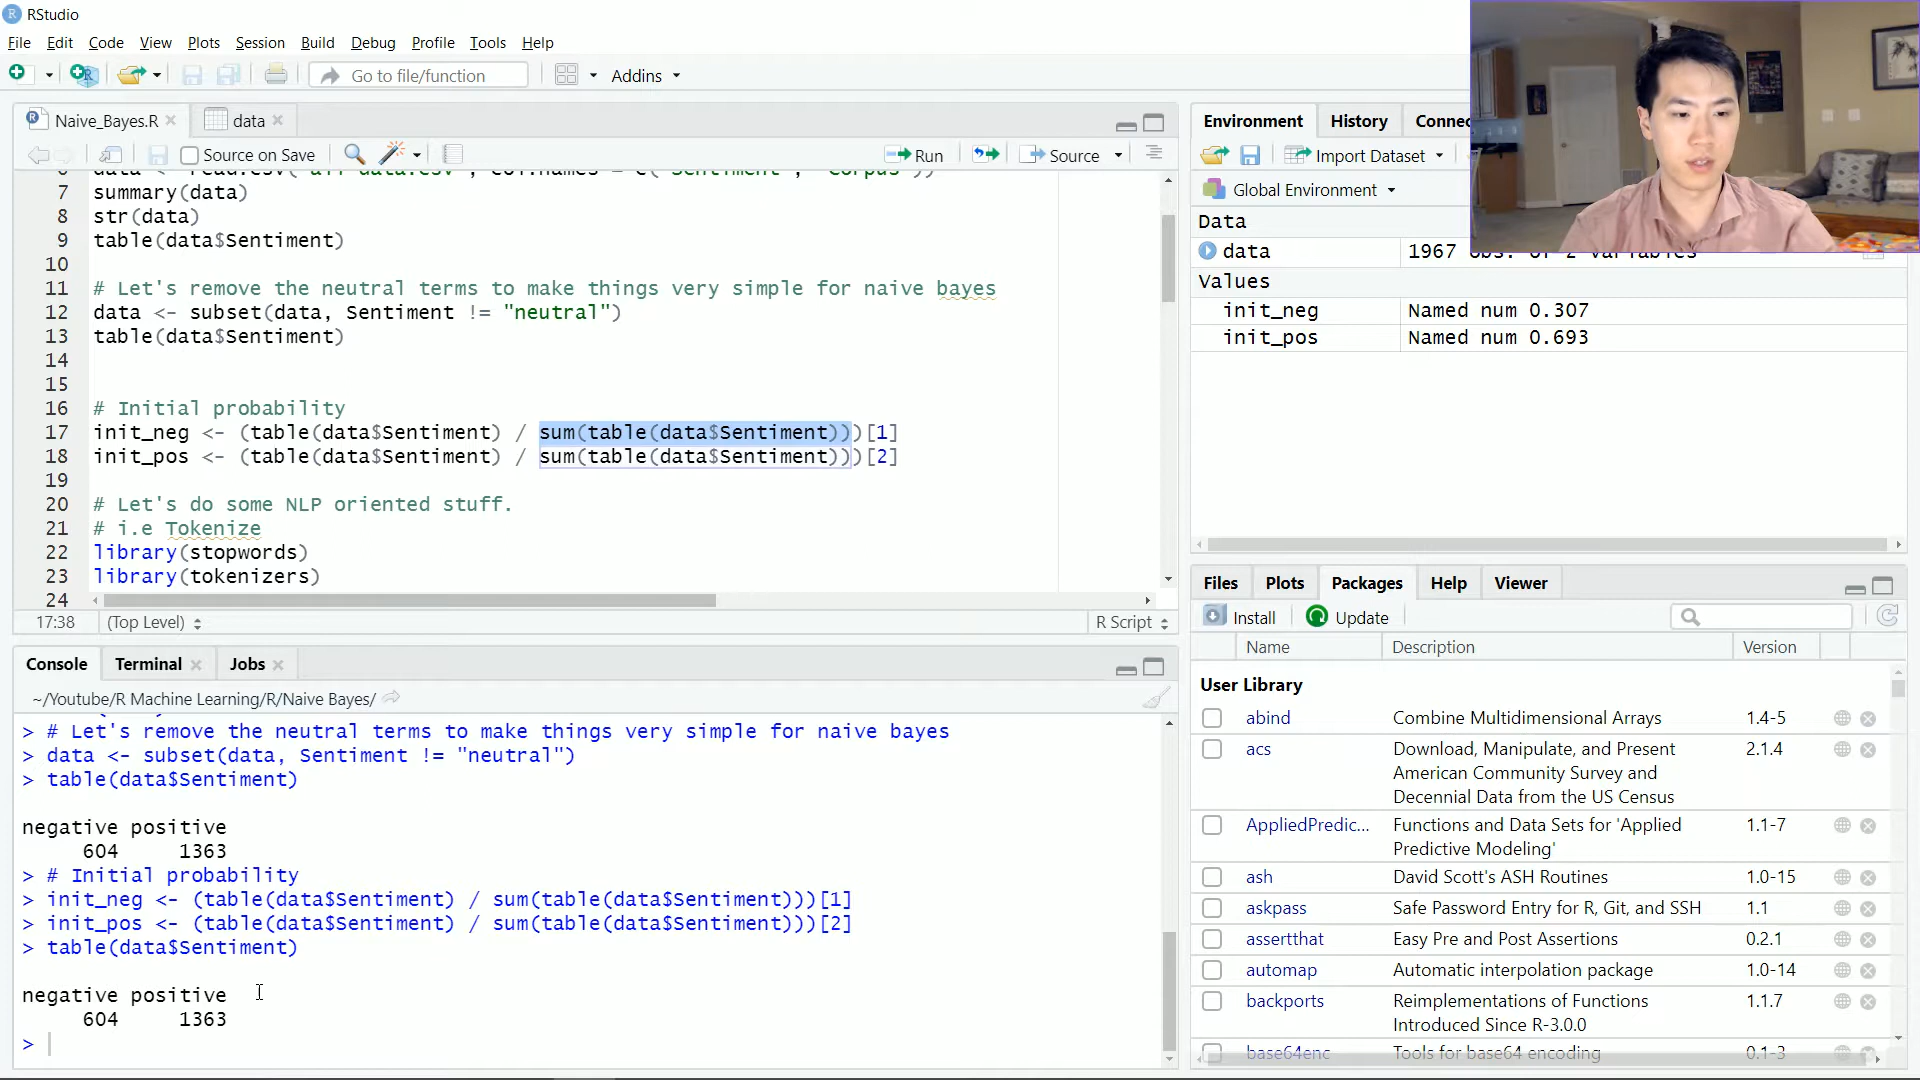 RStudio
File Edit Code View Plots Session Build Debug Profile Tools Help
Go to file/function Addins
Naive_Bayes.R data
Source on Save Run Source
7 summary(data)
8 str(data)
9 table(data$Sentiment)
10
11 # Let's remove the neutral terms to make things very simple for naive bayes
12 data <- subset(data, Sentiment != "neutral")
13 table(data$Sentiment)
14
15
16 # Initial probability
17 init_neg <- (table(data$Sentiment) / sum(table(data$Sentiment)))[1]
18 init_pos <- (table(data$Sentiment) / sum(table(data$Sentiment)))[2]
19
20 # Let's do some NLP oriented stuff.
21 # i.e Tokenize
22 library(stopwords)
23 library(tokenizers)
24
17:38 (Top Level) R Script
Console Terminal Jobs
~/Youtube/R Machine Learning/R/Naive Bayes/
> # Let's remove the neutral terms to make things very simple for naive bayes
> data <- subset(data, Sentiment != "neutral")
> table(data$Sentiment)
negative positive
604 1363
> # Initial probability
> init_neg <- (table(data$Sentiment) / sum(table(data$Sentiment)))[1]
> init_pos <- (table(data$Sentiment) / sum(table(data$Sentiment)))[2]
> table(data$Sentiment)
negative positive
604 1363
>
Environment History Connec
Import Dataset
Global Environment
Data
data 1967 obs. of 2 variables
Values
init_neg Named num 0.307
init_pos Named num 0.693
Files Plots Packages Help Viewer
Install Update
Name Description Version
User Library
abind Combine Multidimensional Arrays 1.4-5
acs Download, Manipulate, and Present 2.1.4
American Community Survey and
Decennial Data from the US Census
AppliedPredic... Functions and Data Sets for 'Applied 1.1-7
Predictive Modeling'
ash David Scott's ASH Routines 1.0-15
askpass Safe Password Entry for R, Git, and SSH 1.1
assertthat Easy Pre and Post Assertions 0.2.1
automap Automatic interpolation package 1.0-14
backports Reimplementations of Functions 1.1.7
Introduced Since R-3.0.0
base64enc Tools for base64 encoding 0.1-3